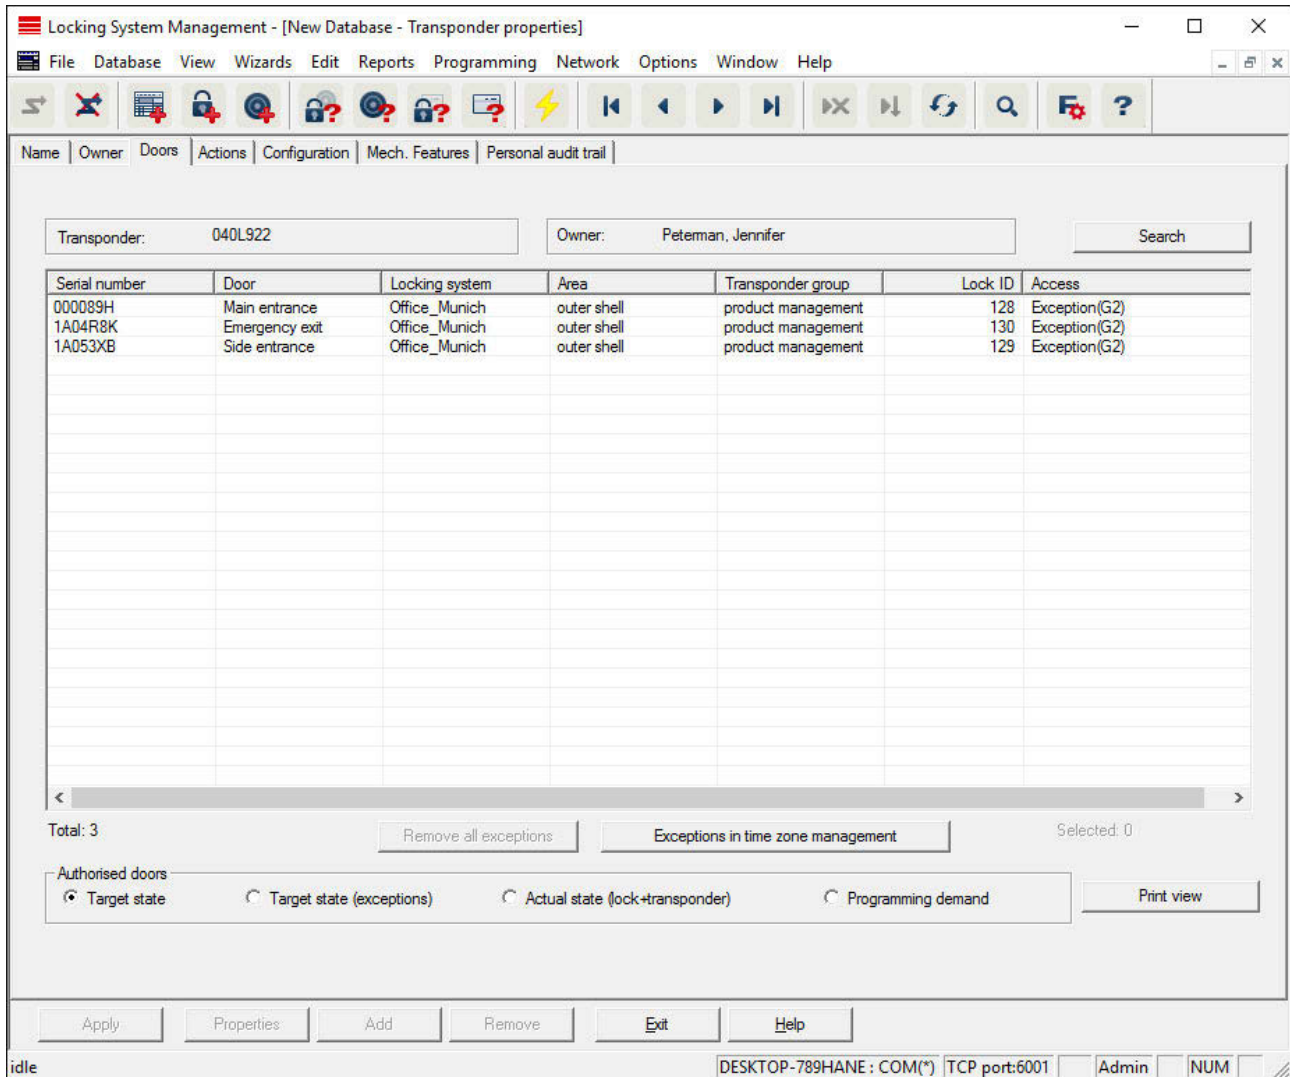 Locking System Management - [New Database - Transponder properties]
File Database View Wizards Edit Reports Programming Network Options Window Help
Name Owner Doors Actions Configuration Mech. Features Personal audit trail
Transponder: 040L922 Owner: Peterman, Jennifer Search
Serial number Door Locking system Area Transponder group Lock ID Access
000089H Main entrance Office_Munich outer shell product management 128 Exception(G2)
1A04R8K Emergency exit Office_Munich outer shell product management 130 Exception(G2)
1A053XB Side entrance Office_Munich outer shell product management 129 Exception(G2)
Total: 3 Remove all exceptions Exceptions in time zone management Selected: 0
Authorised doors
Target state Target state (exceptions) Actual state (lock+transponder) Programming demand Print view
Apply Properties Add Remove Exit Help
idle DESKTOP-789HANE : COM(*) TCP port:6001 Admin NUM